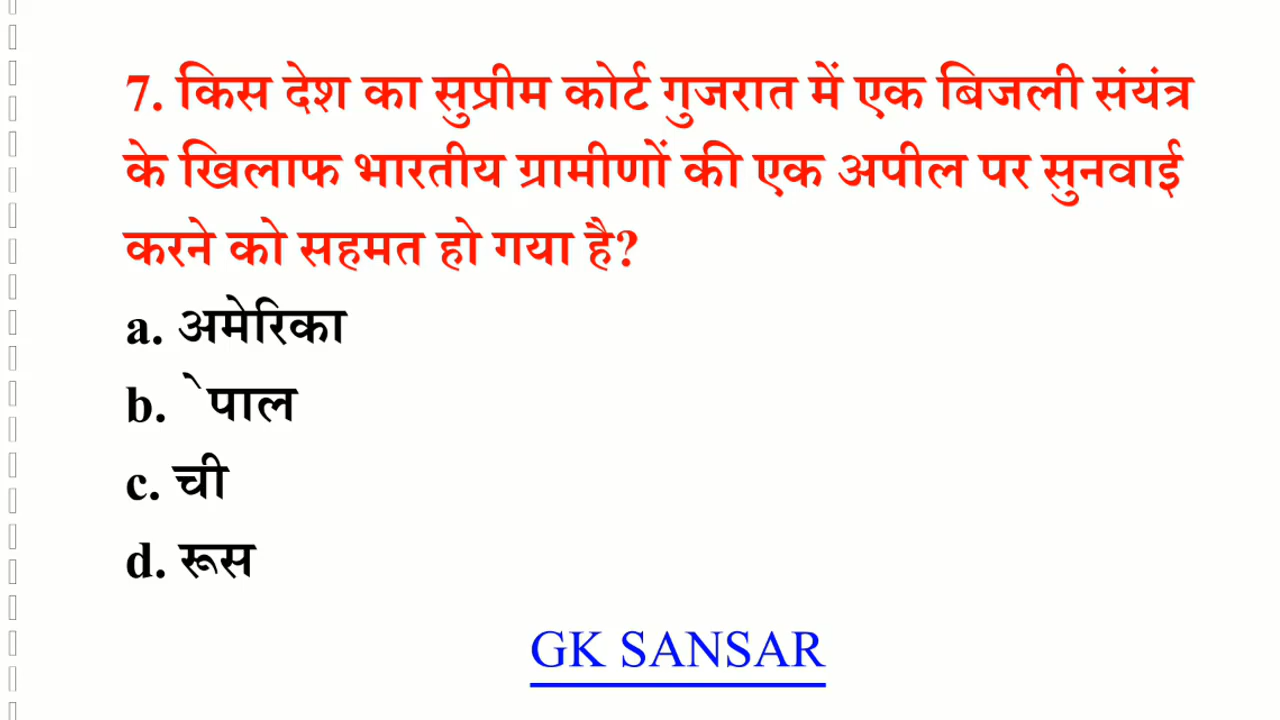 7. किस देश का सुप्रीम कोर्ट गुजरात में एक बिजली संयंत्र
के खिलाफ भारतीय ग्रामीणों की एक अपील पर सुनवाई
करने को सहमत हो गया है?
a. अमेरिका
b. ेपाल
c. ची
d. रूस
GK SANSAR